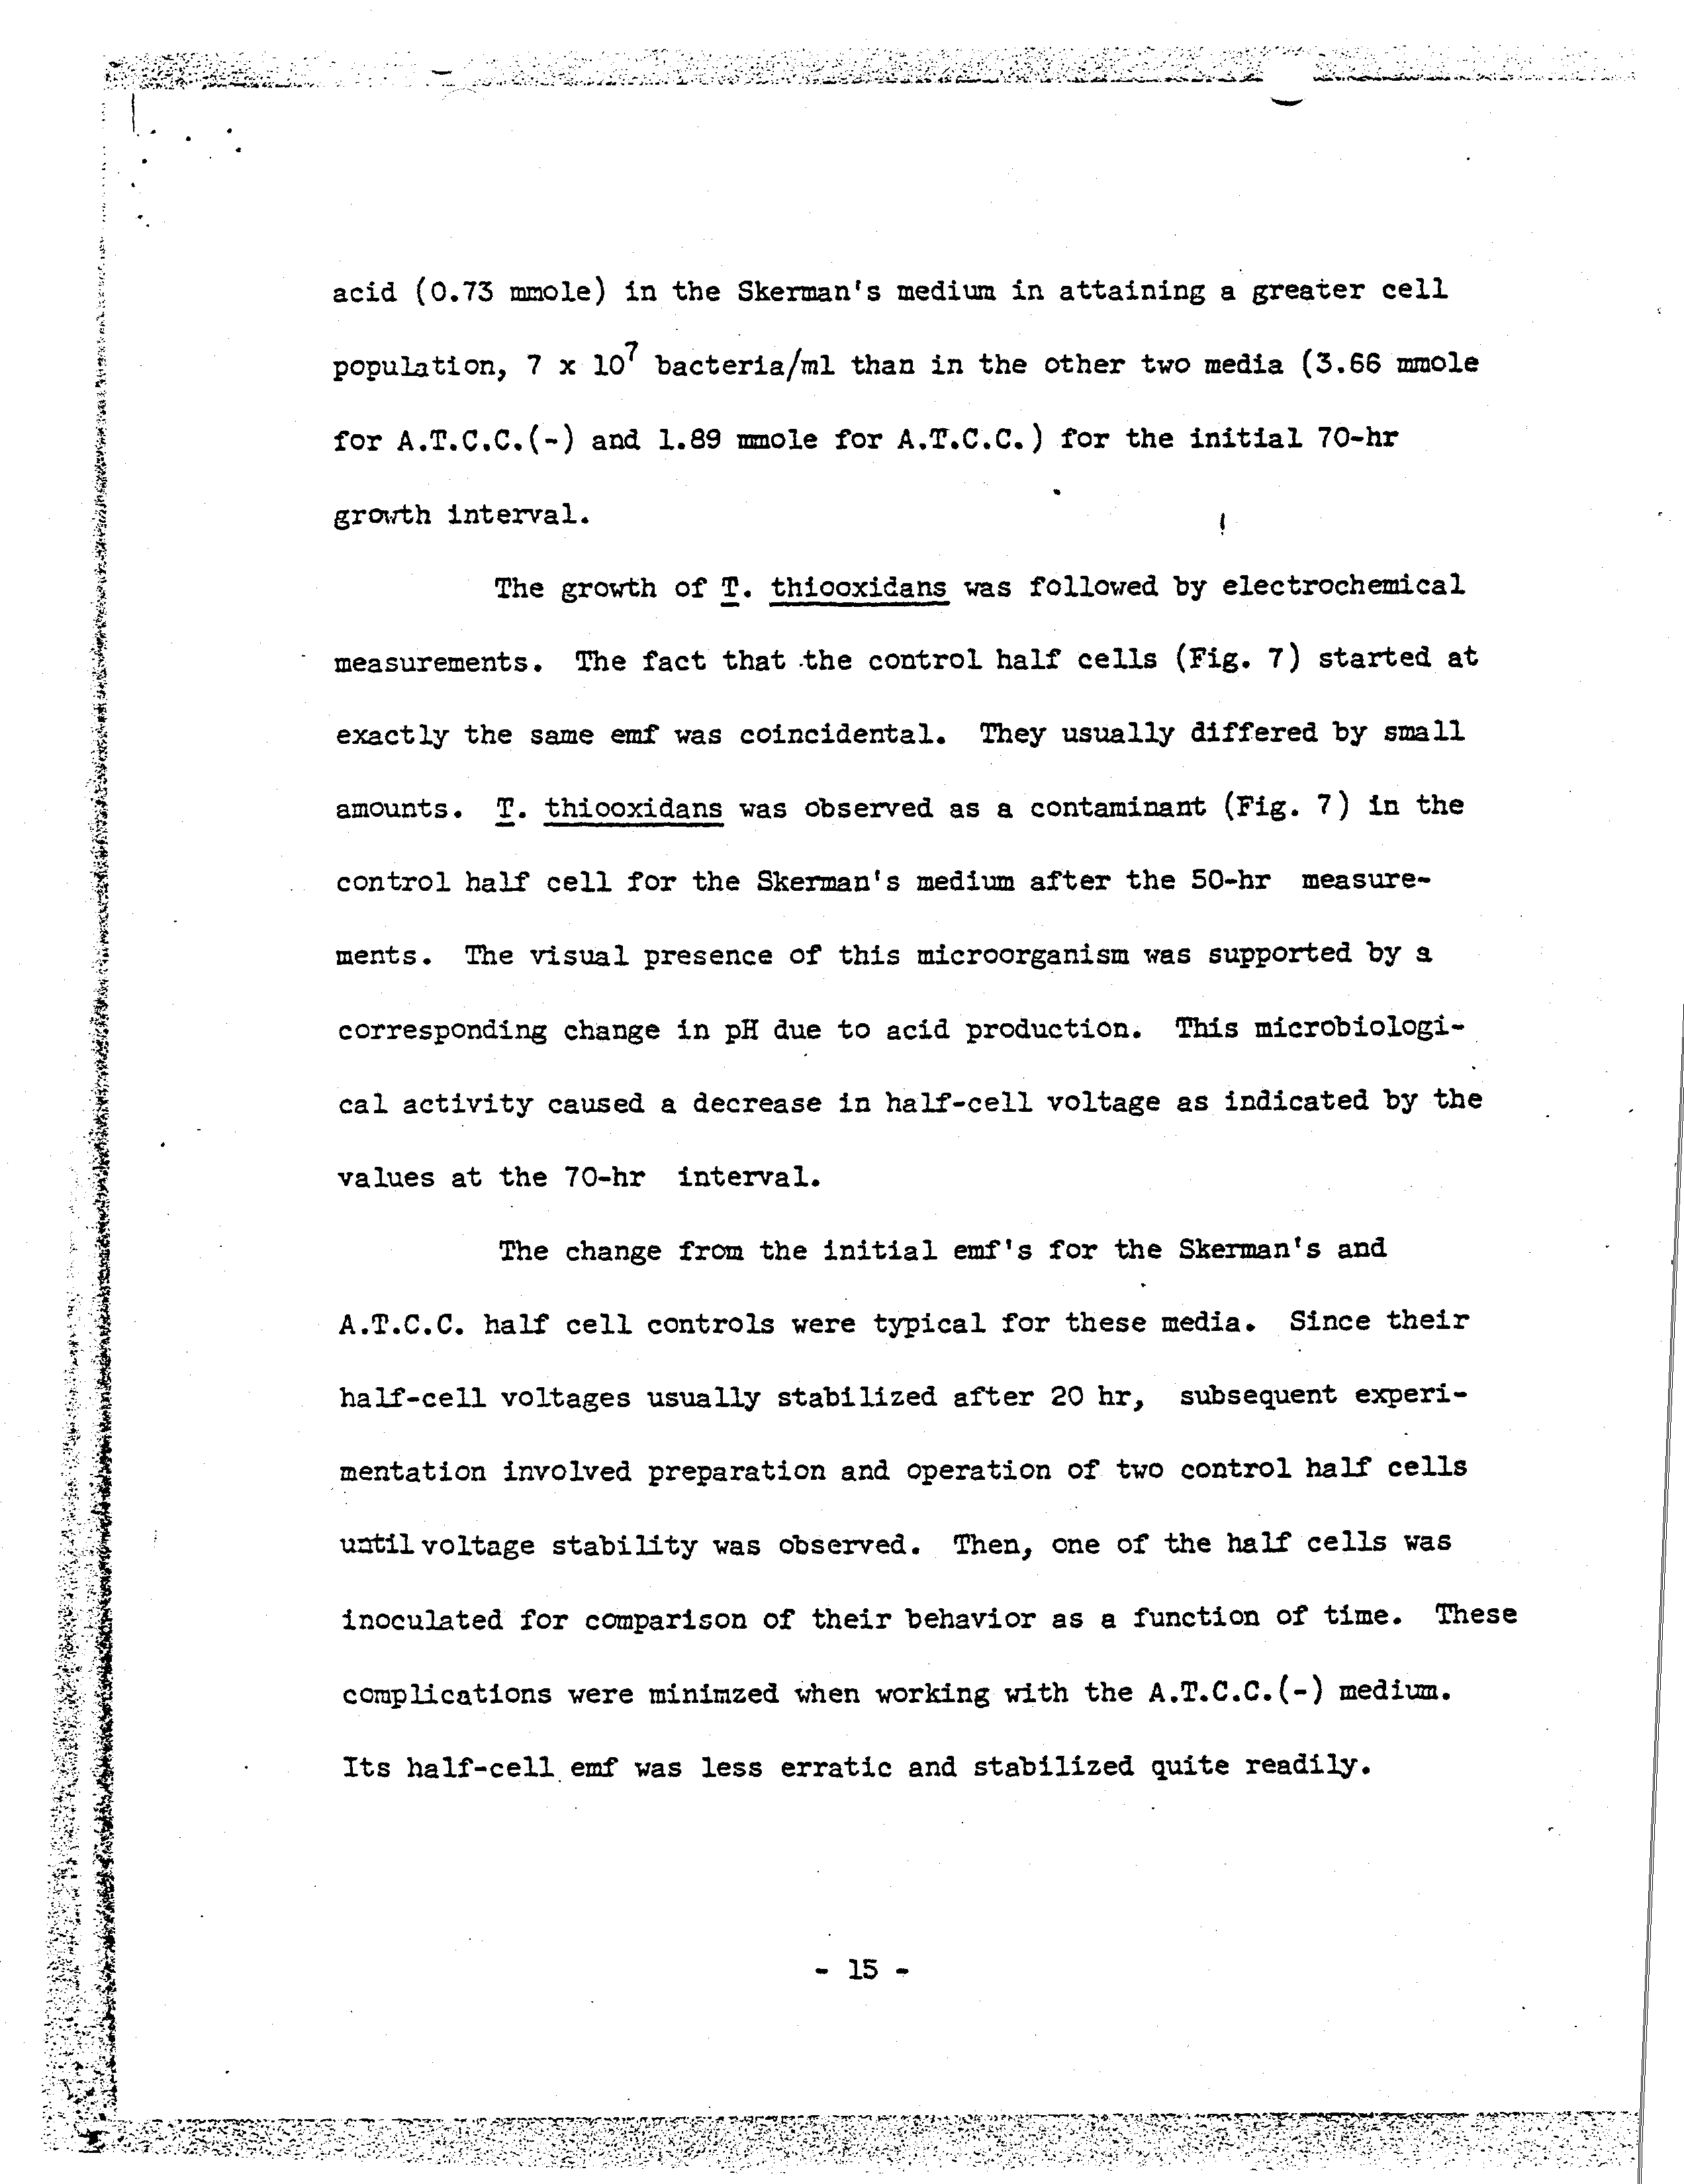 acid (0.73 mmole) in the Skerman's medium in attaining a greater cell
population, 7 x 10⁷ bacteria/ml than in the other two media (3.66 mmole
for A.T.C.C.(-) and 1.89 mmole for A.T.C.C.) for the initial 70-hr
growth interval.
The growth of T. thiooxidans was followed by electrochemical
measurements. The fact that the control half cells (Fig. 7) started at
exactly the same emf was coincidental. They usually differed by small
amounts. T. thiooxidans was observed as a contaminant (Fig. 7) in the
control half cell for the Skerman's medium after the 50-hr measure-
ments. The visual presence of this microorganism was supported by a
corresponding change in pH due to acid production. This microbiologi-
cal activity caused a decrease in half-cell voltage as indicated by the
values at the 70-hr interval.
The change from the initial emf's for the Skerman's and
A.T.C.C. half cell controls were typical for these media. Since their
half-cell voltages usually stabilized after 20 hr, subsequent experi-
mentation involved preparation and operation of two control half cells
until voltage stability was observed. Then, one of the half cells was
inoculated for comparison of their behavior as a function of time. These
complications were minimzed when working with the A.T.C.C.(-) medium.
Its half-cell emf was less erratic and stabilized quite readily.
- 15 -